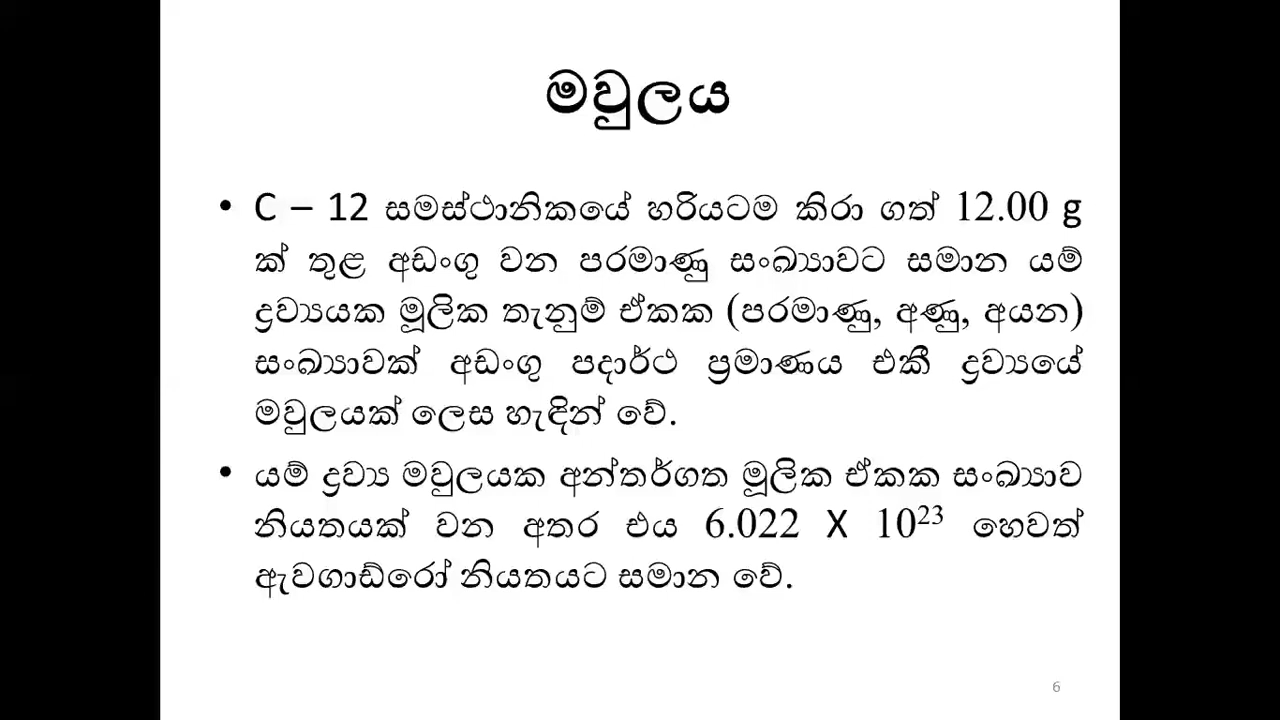 මවුලය
• C – 12 සමස්ථානිකයේ හරියටම කිරා ගත් 12.00 g
ක් තුළ අඩංගු වන පරමාණු සංඛ්‍යාවට සමාන යම්
ද්‍රව්‍යයක මූලික තැනුම් ඒකක (පරමාණු, අණු, අයන)
සංඛ්‍යාවක් අඩංගු පදාර්ථ ප්‍රමාණය එකී ද්‍රව්‍යයේ
මවුලයක් ලෙස හැඳින් වේ.
• යම් ද්‍රව්‍ය මවුලයක අන්තර්ගත මූලික ඒකක සංඛ්‍යාව
නියතයක් වන අතර එය 6.022 X 10²³ හෙවත්
ඇවගාඩ්රෝ නියතයට සමාන වේ.
6